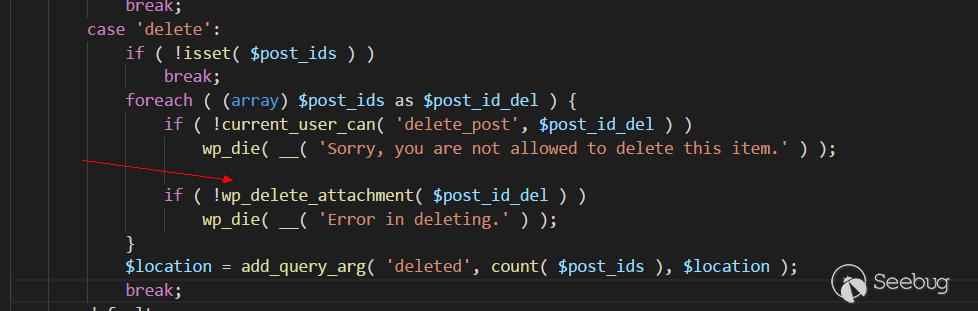 break;
case 'delete':
if ( !isset( $post_ids ) )
break;
foreach ( (array) $post_ids as $post_id_del ) {
if ( !current_user_can( 'delete_post', $post_id_del ) )
wp_die( __( 'Sorry, you are not allowed to delete this item.' ) );
if ( !wp_delete_attachment( $post_id_del ) )
wp_die( __( 'Error in deleting.' ) );
}
$location = add_query_arg( 'deleted', count( $post_ids ), $location );
break;
Seebug